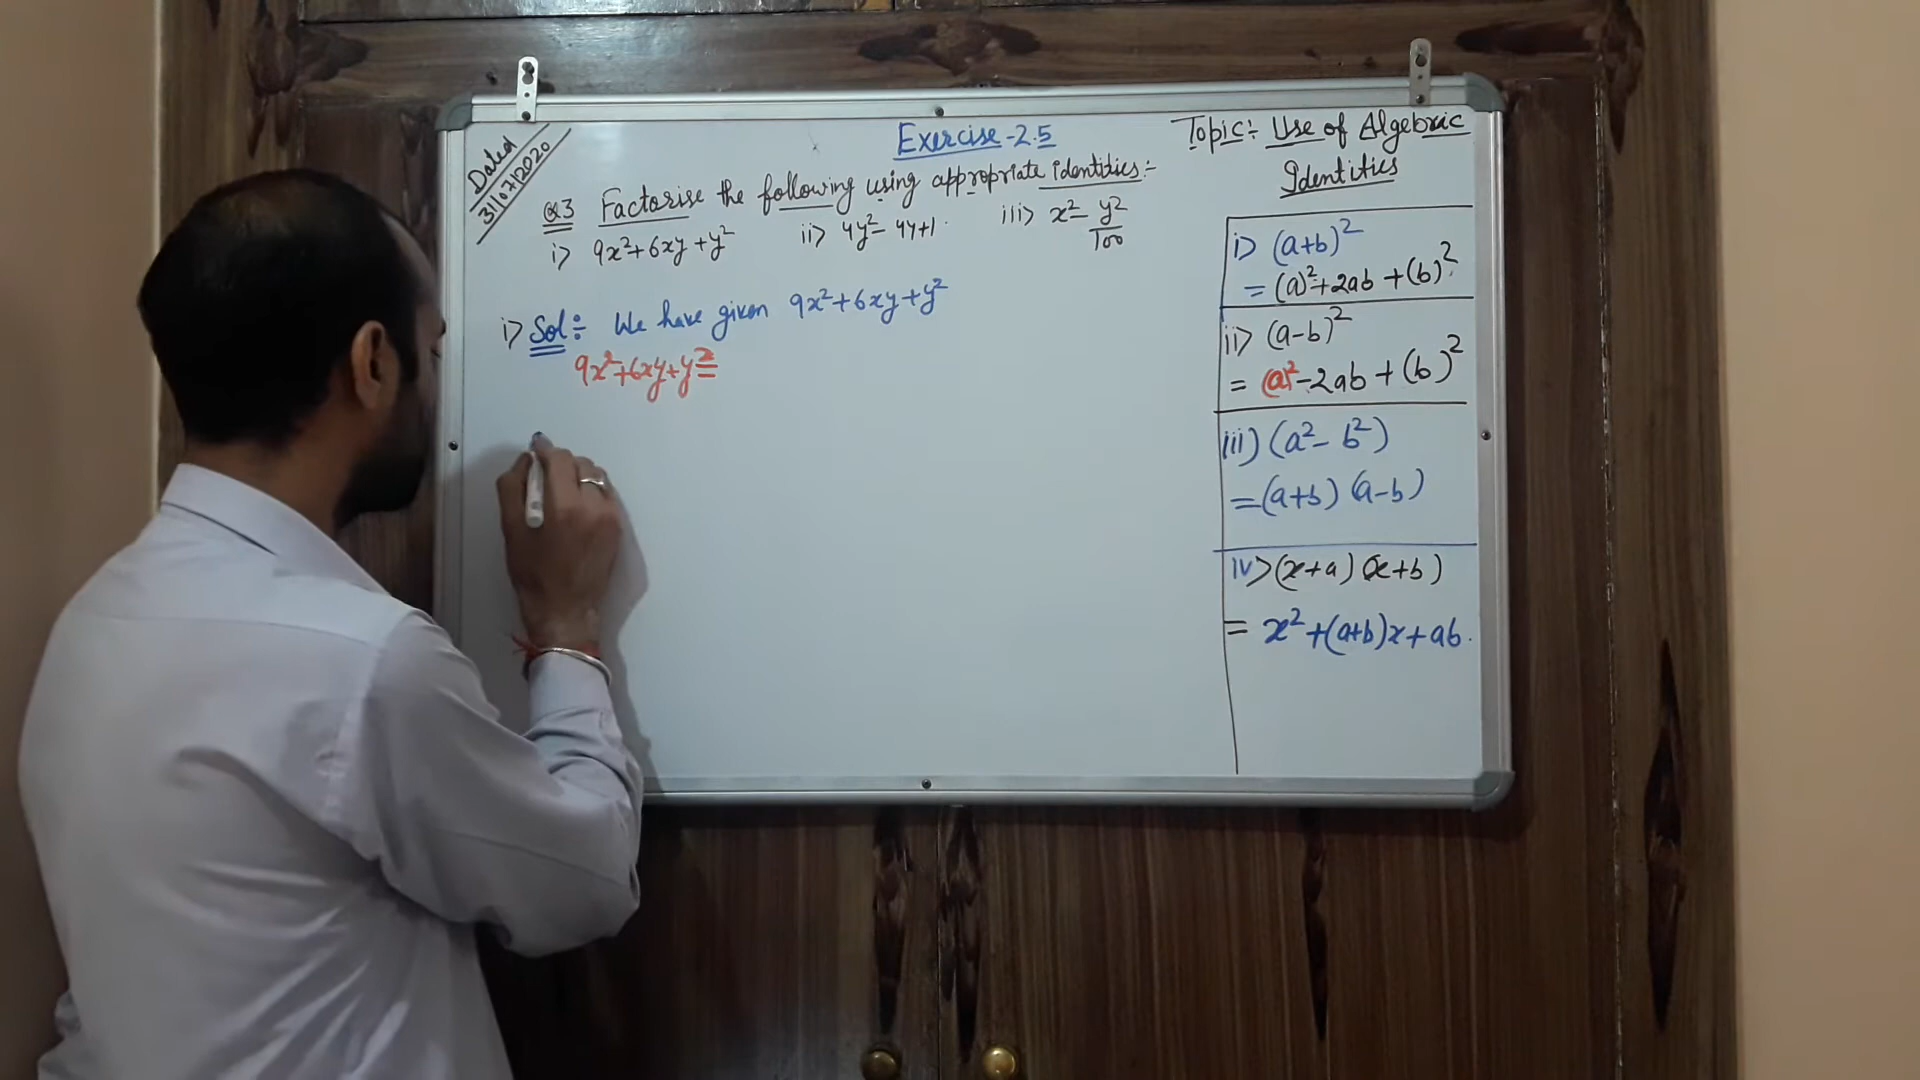 Dated
31/07/2020
Exercise-2.5
Topic:- Use of Algebric
Identities
Q3 Factorise the following using appropriate identities:-
i> 9x²+6xy+y² ii> 4y²-4y+1 iii> x²-y²/100
i> Sol:- We have given 9x²+6xy+y²
9x²+6xy+y²=
i> (a+b)²
= (a)²+2ab+(b)²
ii> (a-b)²
= (a)²-2ab+(b)²
iii) (a²-b²)
=(a+b) (a-b)
iv>(x+a) (x+b)
= x²+(a+b)x+ab.